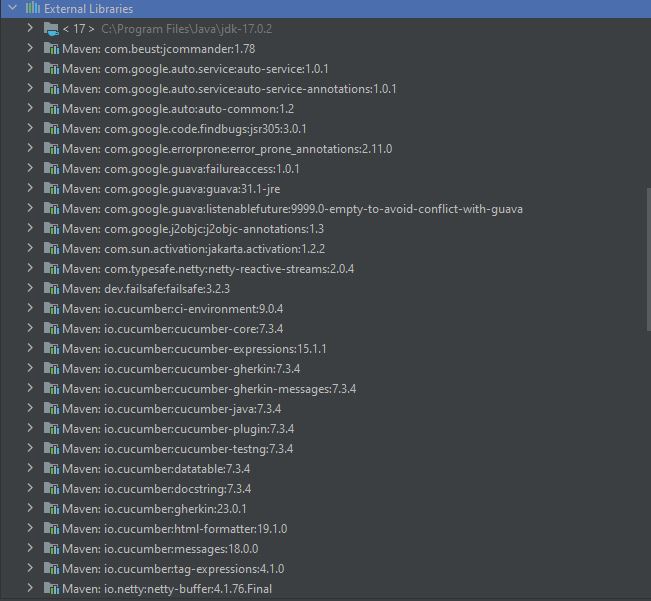 External Libraries
< 17 > C:\Program Files\Java\jdk-17.0.2
Maven: com.beust:jcommander:1.78
Maven: com.google.auto.service:auto-service:1.0.1
Maven: com.google.auto.service:auto-service-annotations:1.0.1
Maven: com.google.auto:auto-common:1.2
Maven: com.google.code.findbugs:jsr305:3.0.1
Maven: com.google.errorprone:error_prone_annotations:2.11.0
Maven: com.google.guava:failureaccess:1.0.1
Maven: com.google.guava:guava:31.1-jre
Maven: com.google.guava:listenablefuture:9999.0-empty-to-avoid-conflict-with-guava
Maven: com.google.j2objc:j2objc-annotations:1.3
Maven: com.sun.activation:jakarta.activation:1.2.2
Maven: com.typesafe.netty:netty-reactive-streams:2.0.4
Maven: dev.failsafe:failsafe:3.2.3
Maven: io.cucumber:ci-environment:9.0.4
Maven: io.cucumber:cucumber-core:7.3.4
Maven: io.cucumber:cucumber-expressions:15.1.1
Maven: io.cucumber:cucumber-gherkin:7.3.4
Maven: io.cucumber:cucumber-gherkin-messages:7.3.4
Maven: io.cucumber:cucumber-java:7.3.4
Maven: io.cucumber:cucumber-plugin:7.3.4
Maven: io.cucumber:cucumber-testng:7.3.4
Maven: io.cucumber:datatable:7.3.4
Maven: io.cucumber:docstring:7.3.4
Maven: io.cucumber:gherkin:23.0.1
Maven: io.cucumber:html-formatter:19.1.0
Maven: io.cucumber:messages:18.0.0
Maven: io.cucumber:tag-expressions:4.1.0
Maven: io.netty:netty-buffer:4.1.76.Final